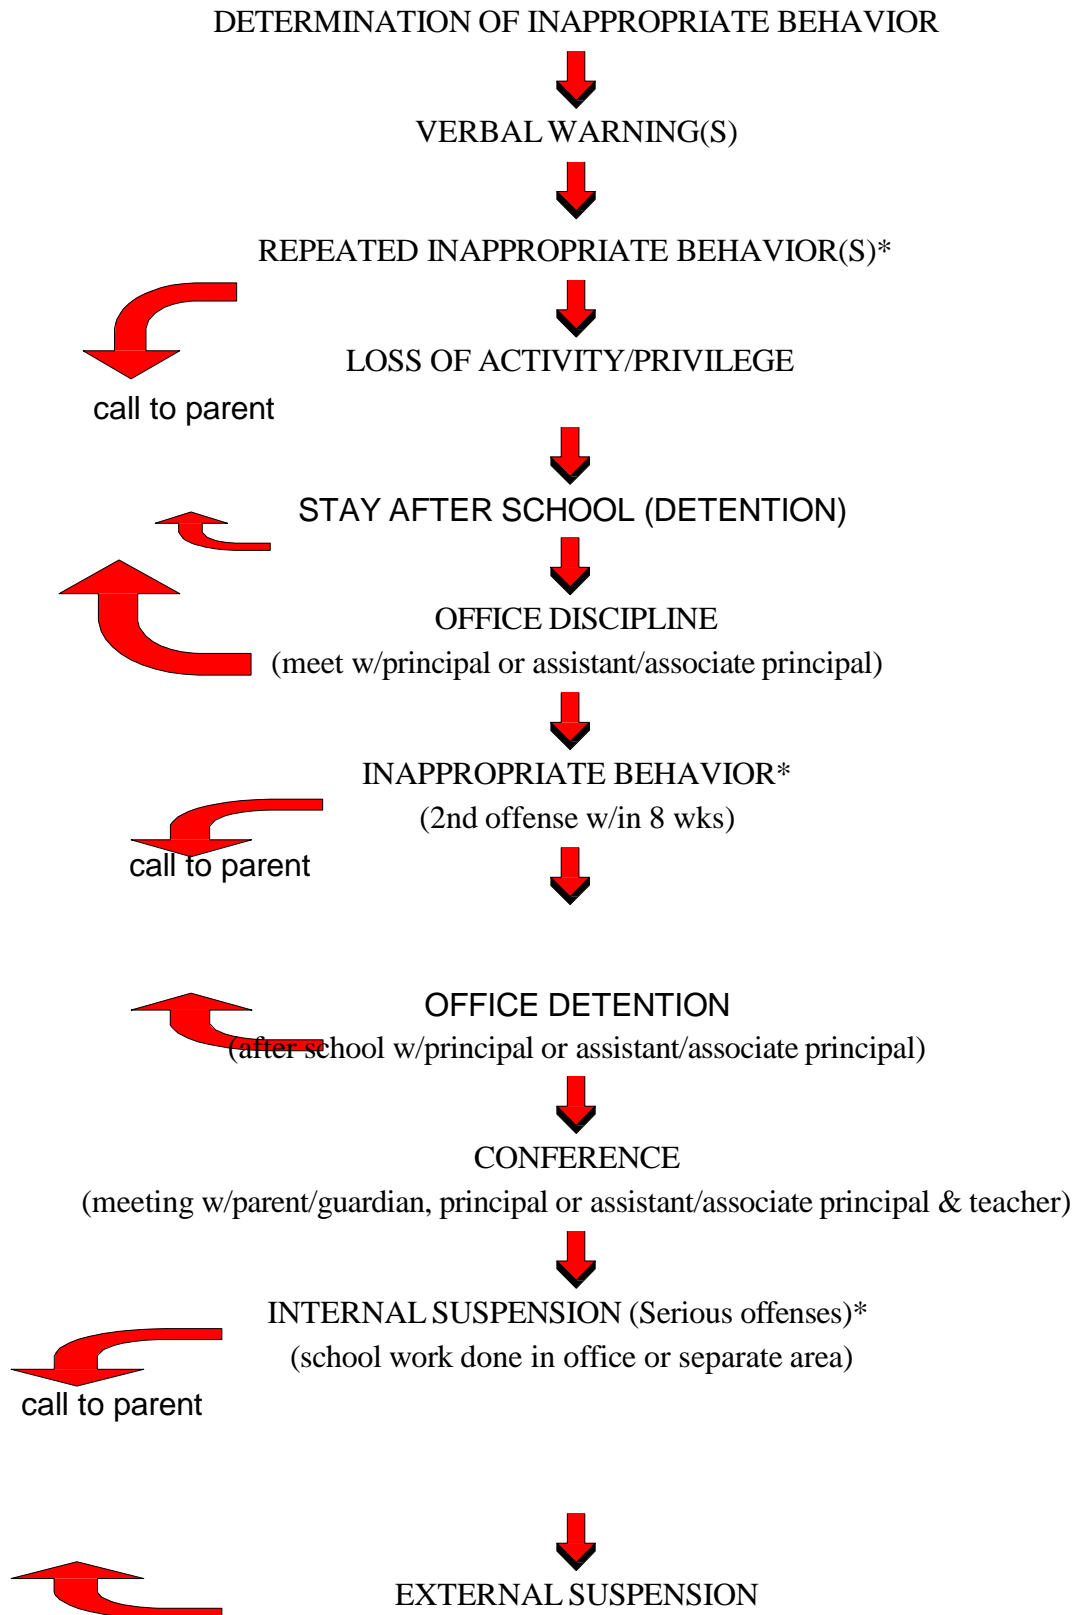 DETERMINATION OF INAPPROPRIATE BEHAVIOR
VERBAL WARNING(S)
REPEATED INAPPROPRIATE BEHAVIOR(S)*
LOSS OF ACTIVITY/PRIVILEGE
call to parent
STAY AFTER SCHOOL (DETENTION)
OFFICE DISCIPLINE
(meet w/principal or assistant/associate principal)
INAPPROPRIATE BEHAVIOR*
(2nd offense w/in 8 wks)
call to parent
OFFICE DETENTION
(after school w/principal or assistant/associate principal)
CONFERENCE
(meeting w/parent/guardian, principal or assistant/associate principal & teacher)
INTERNAL SUSPENSION (Serious offenses)*
(school work done in office or separate area)
call to parent
EXTERNAL SUSPENSION